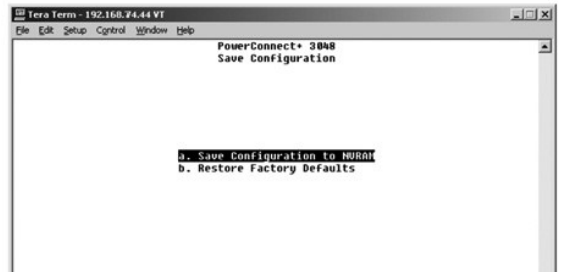 Tera Term - 192.168.74.44 VT
File Edit Setup Control Window Help
PowerConnect+ 3048
Save Configuration
a. Save Configuration to NVRAM
b. Restore Factory Defaults